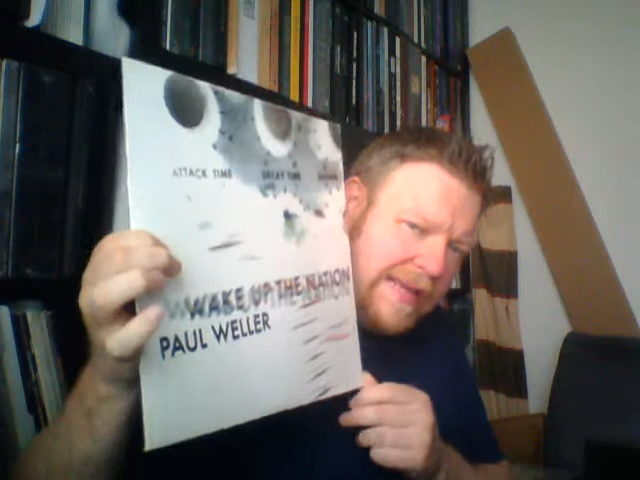 ATTACK TIME DECAY TIME
WAKE UP THE NATION
PAUL WELLER